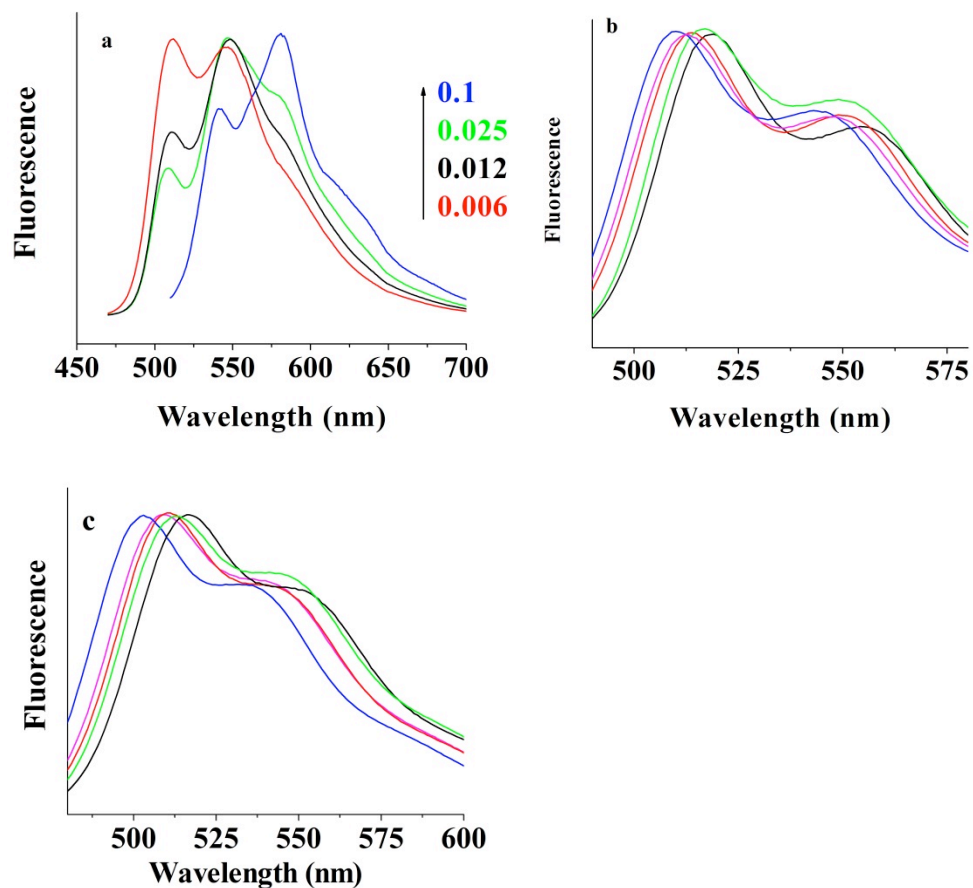 a
0.1
0.025
0.012
0.006
Fluorescence
450 500 550 600 650 700
Wavelength (nm)
b
Fluorescence
500 525 550 575
Wavelength (nm)
c
Fluorescence
500 525 550 575 600
Wavelength (nm)